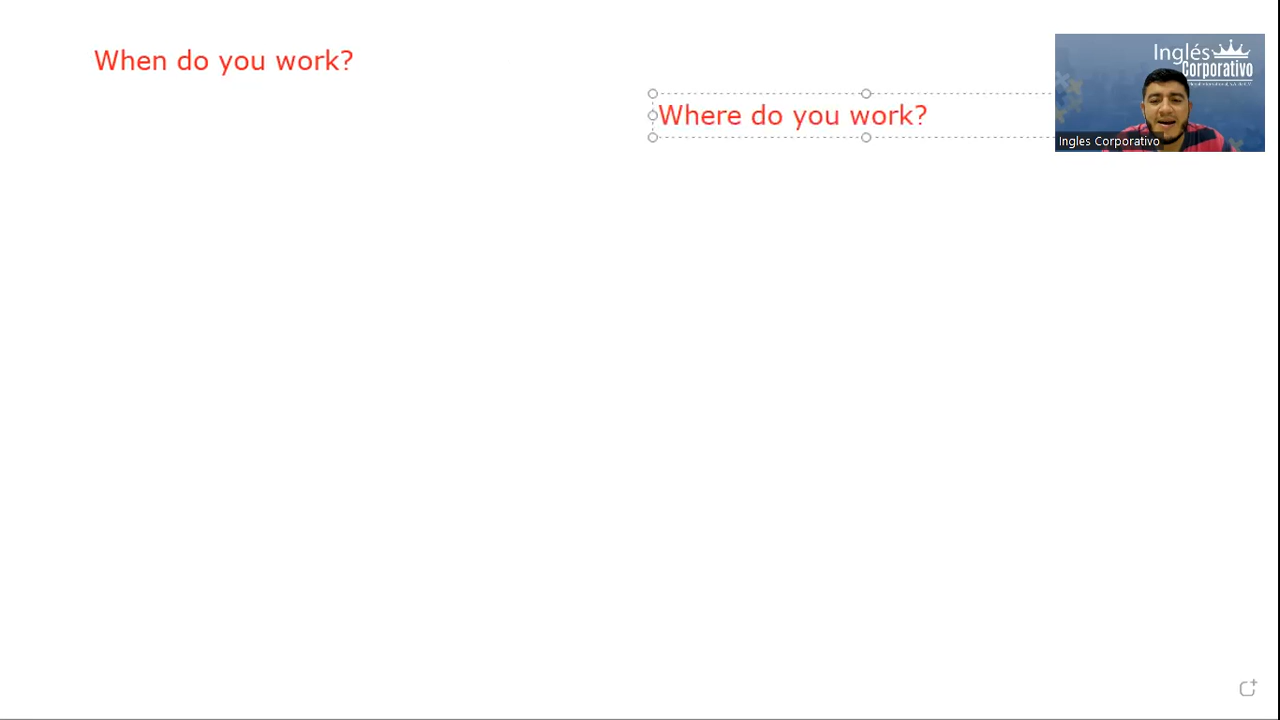 When do you work?
Where do you work?
Inglés
Corporativo
Ingles Corporativo